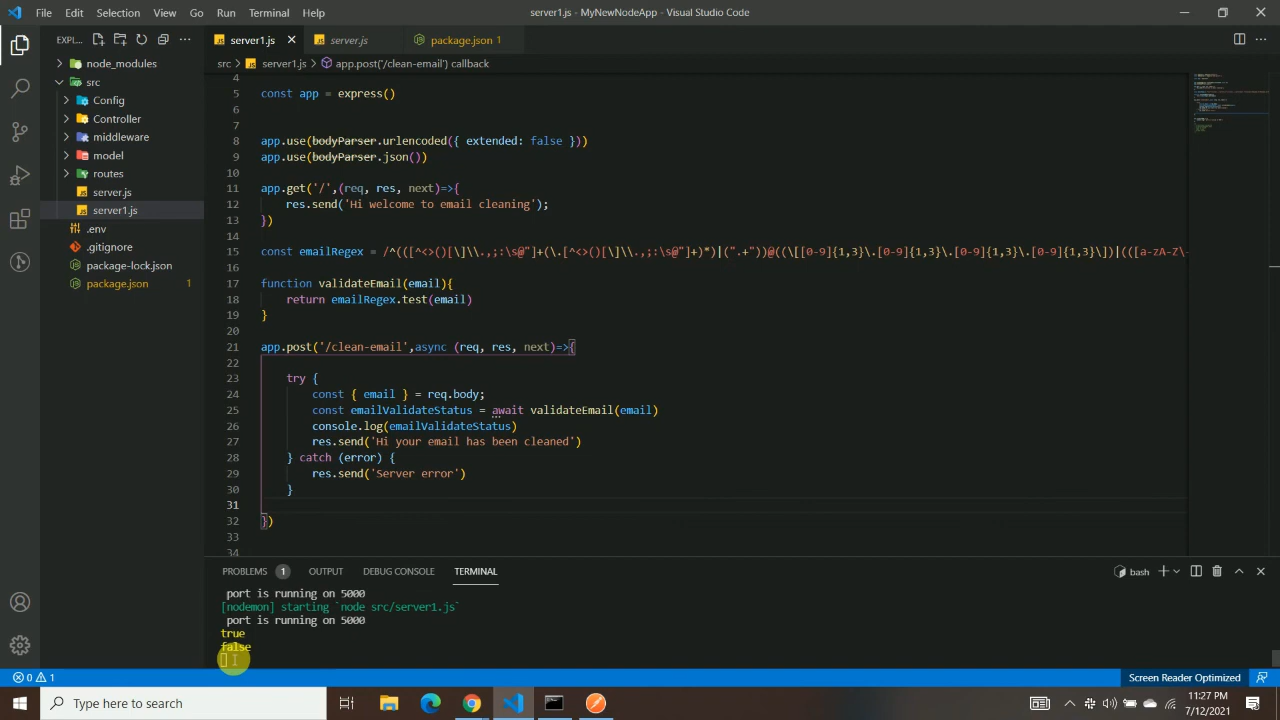 File Edit Selection View Go Run Terminal Help
server1.js - MyNewNodeApp - Visual Studio Code
EXPL...
server1.js
server.js
package.json 1
src > server1.js > app.post('/clean-email') callback
node_modules
src
Config
Controller
middleware
model
routes
server.js
server1.js
.env
.gitignore
package-lock.json
package.json 1
4
5 const app = express()
6
7
8 app.use(bodyParser.urlencoded({ extended: false }))
9 app.use(bodyParser.json())
10
11 app.get('/',(req, res, next)=>{
12 res.send('Hi welcome to email cleaning');
13 })
14
15 const emailRegex = /^(([^<>()[\]\\.,;:\s@"]+(\.[^<>()[\]\\.,;:\s@"]+)*)|(".+"))@((\[[0-9]{1,3}\.[0-9]{1,3}\.[0-9]{1,3}\.[0-9]{1,3}\])|(([a-zA-Z\-
16
17 function validateEmail(email){
18 return emailRegex.test(email)
19 }
20
21 app.post('/clean-email',async (req, res, next)=>{
22
23 try {
24 const { email } = req.body;
25 const emailValidateStatus = await validateEmail(email)
26 console.log(emailValidateStatus)
27 res.send('Hi your email has been cleaned')
28 } catch (error) {
29 res.send('Server error')
30 }
31
32 })
33
34
PROBLEMS 1 OUTPUT DEBUG CONSOLE TERMINAL
bash
port is running on 5000
[nodemon] starting `node src/server1.js`
port is running on 5000
true
false
0 1
Screen Reader Optimized
Type here to search
11:27 PM
7/12/2021